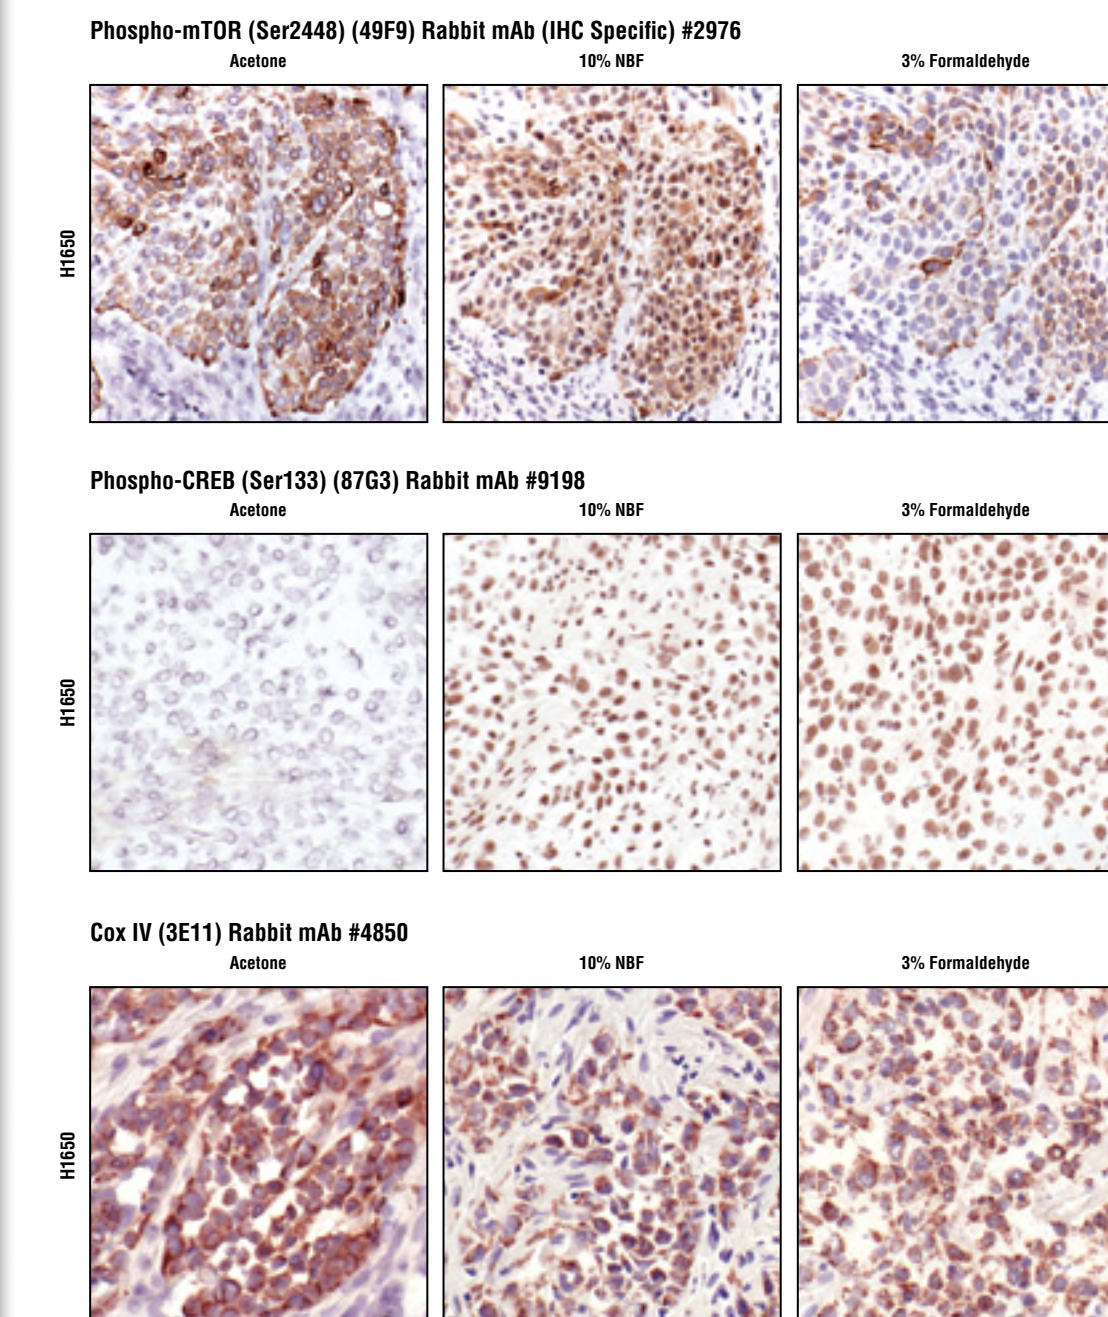 Phospho-mTOR (Ser2448) (49F9) Rabbit mAb (IHC Specific) #2976
Acetone 10% NBF 3% Formaldehyde
H1650
Phospho-CREB (Ser133) (87G3) Rabbit mAb #9198
Acetone 10% NBF 3% Formaldehyde
H1650
Cox IV (3E11) Rabbit mAb #4850
Acetone 10% NBF 3% Formaldehyde
H1650